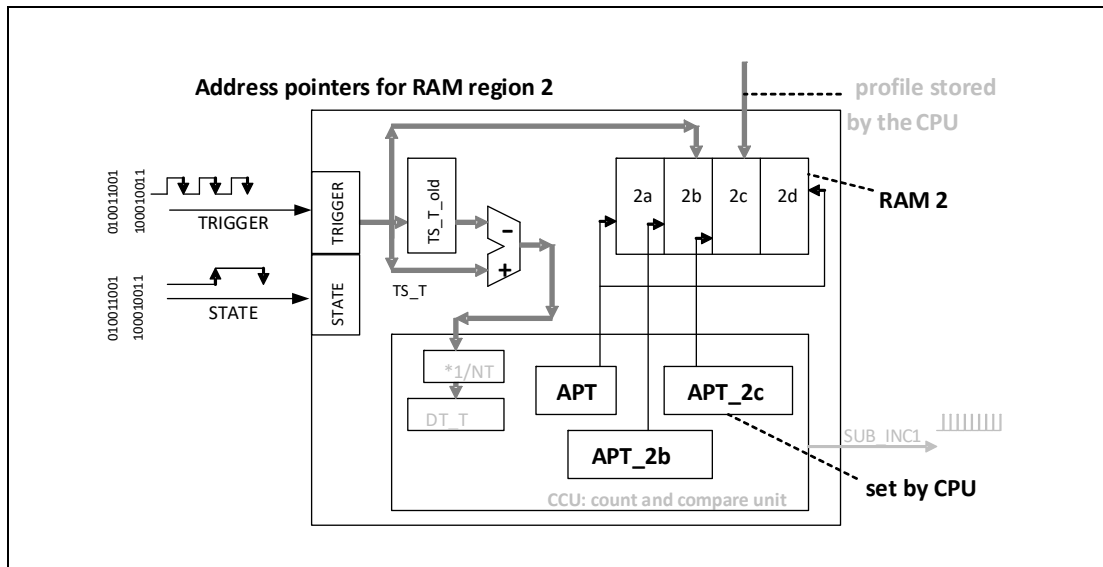 Address pointers for RAM region 2
profile stored
by the CPU
010011001
100010011
TRIGGER
TRIGGER
TS_T_old
-
+
TS_T
2a
2b
2c
2d
RAM 2
010011001
100010011
STATE
STATE
*1/NT
DT_T
APT
APT_2c
APT_2b
SUB_INC1
set by CPU
CCU: count and compare unit